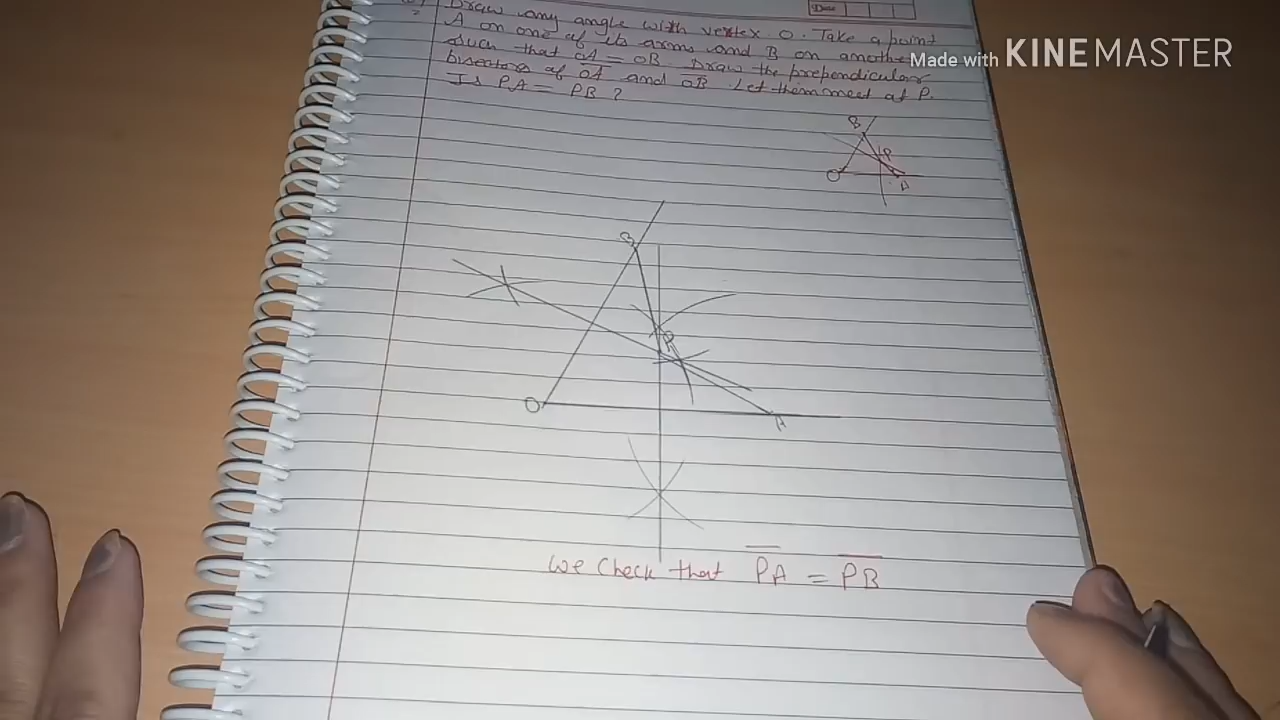 Draw any angle with vertex O. Take a point
A on one of its arms and B on another
such that OA = OB Draw the prependicular
bisectors of OA and OB. Let them meet at P.
Is PA = PB ?
Made with KINEMASTER
Date
B
P
O
A
B
P
O
A
We check that PA = PB